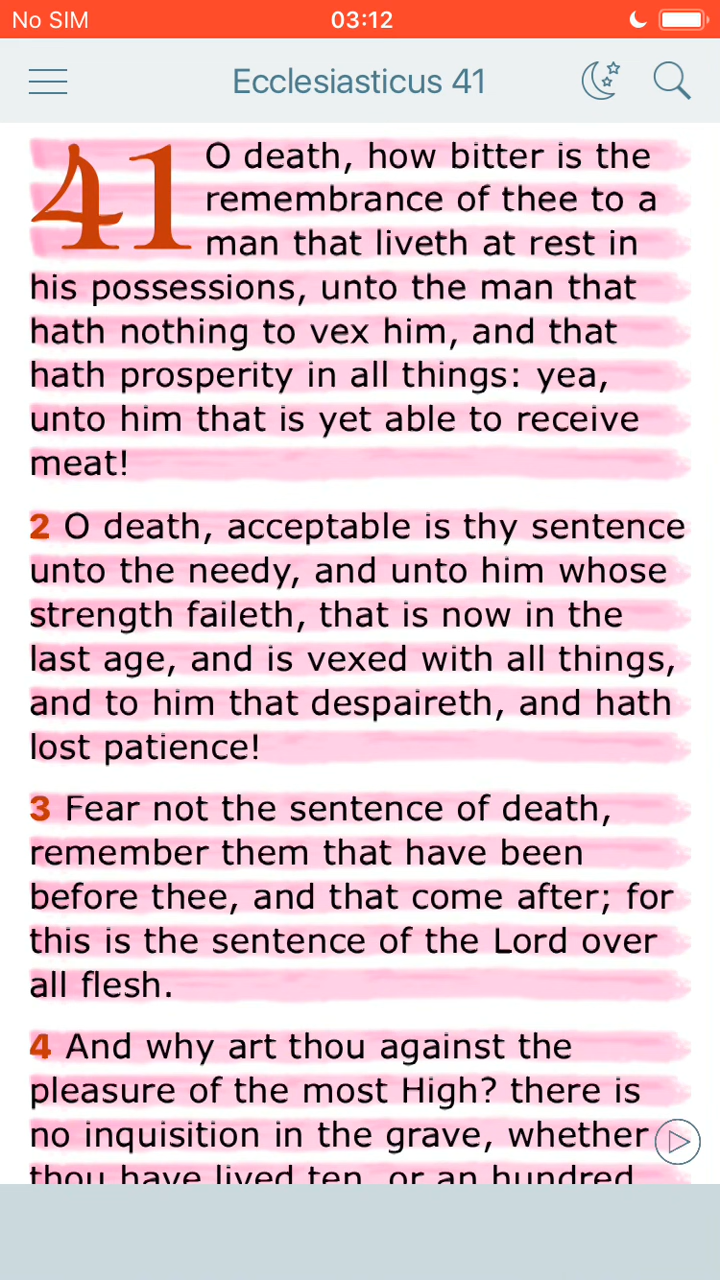 No SIM 03:12
Ecclesiasticus 41
41 O death, how bitter is the
remembrance of thee to a
man that liveth at rest in
his possessions, unto the man that
hath nothing to vex him, and that
hath prosperity in all things: yea,
unto him that is yet able to receive
meat!
2 O death, acceptable is thy sentence
unto the needy, and unto him whose
strength faileth, that is now in the
last age, and is vexed with all things,
and to him that despaireth, and hath
lost patience!
3 Fear not the sentence of death,
remember them that have been
before thee, and that come after; for
this is the sentence of the Lord over
all flesh.
4 And why art thou against the
pleasure of the most High? there is
no inquisition in the grave, whether
thou have lived ten, or an hundred,